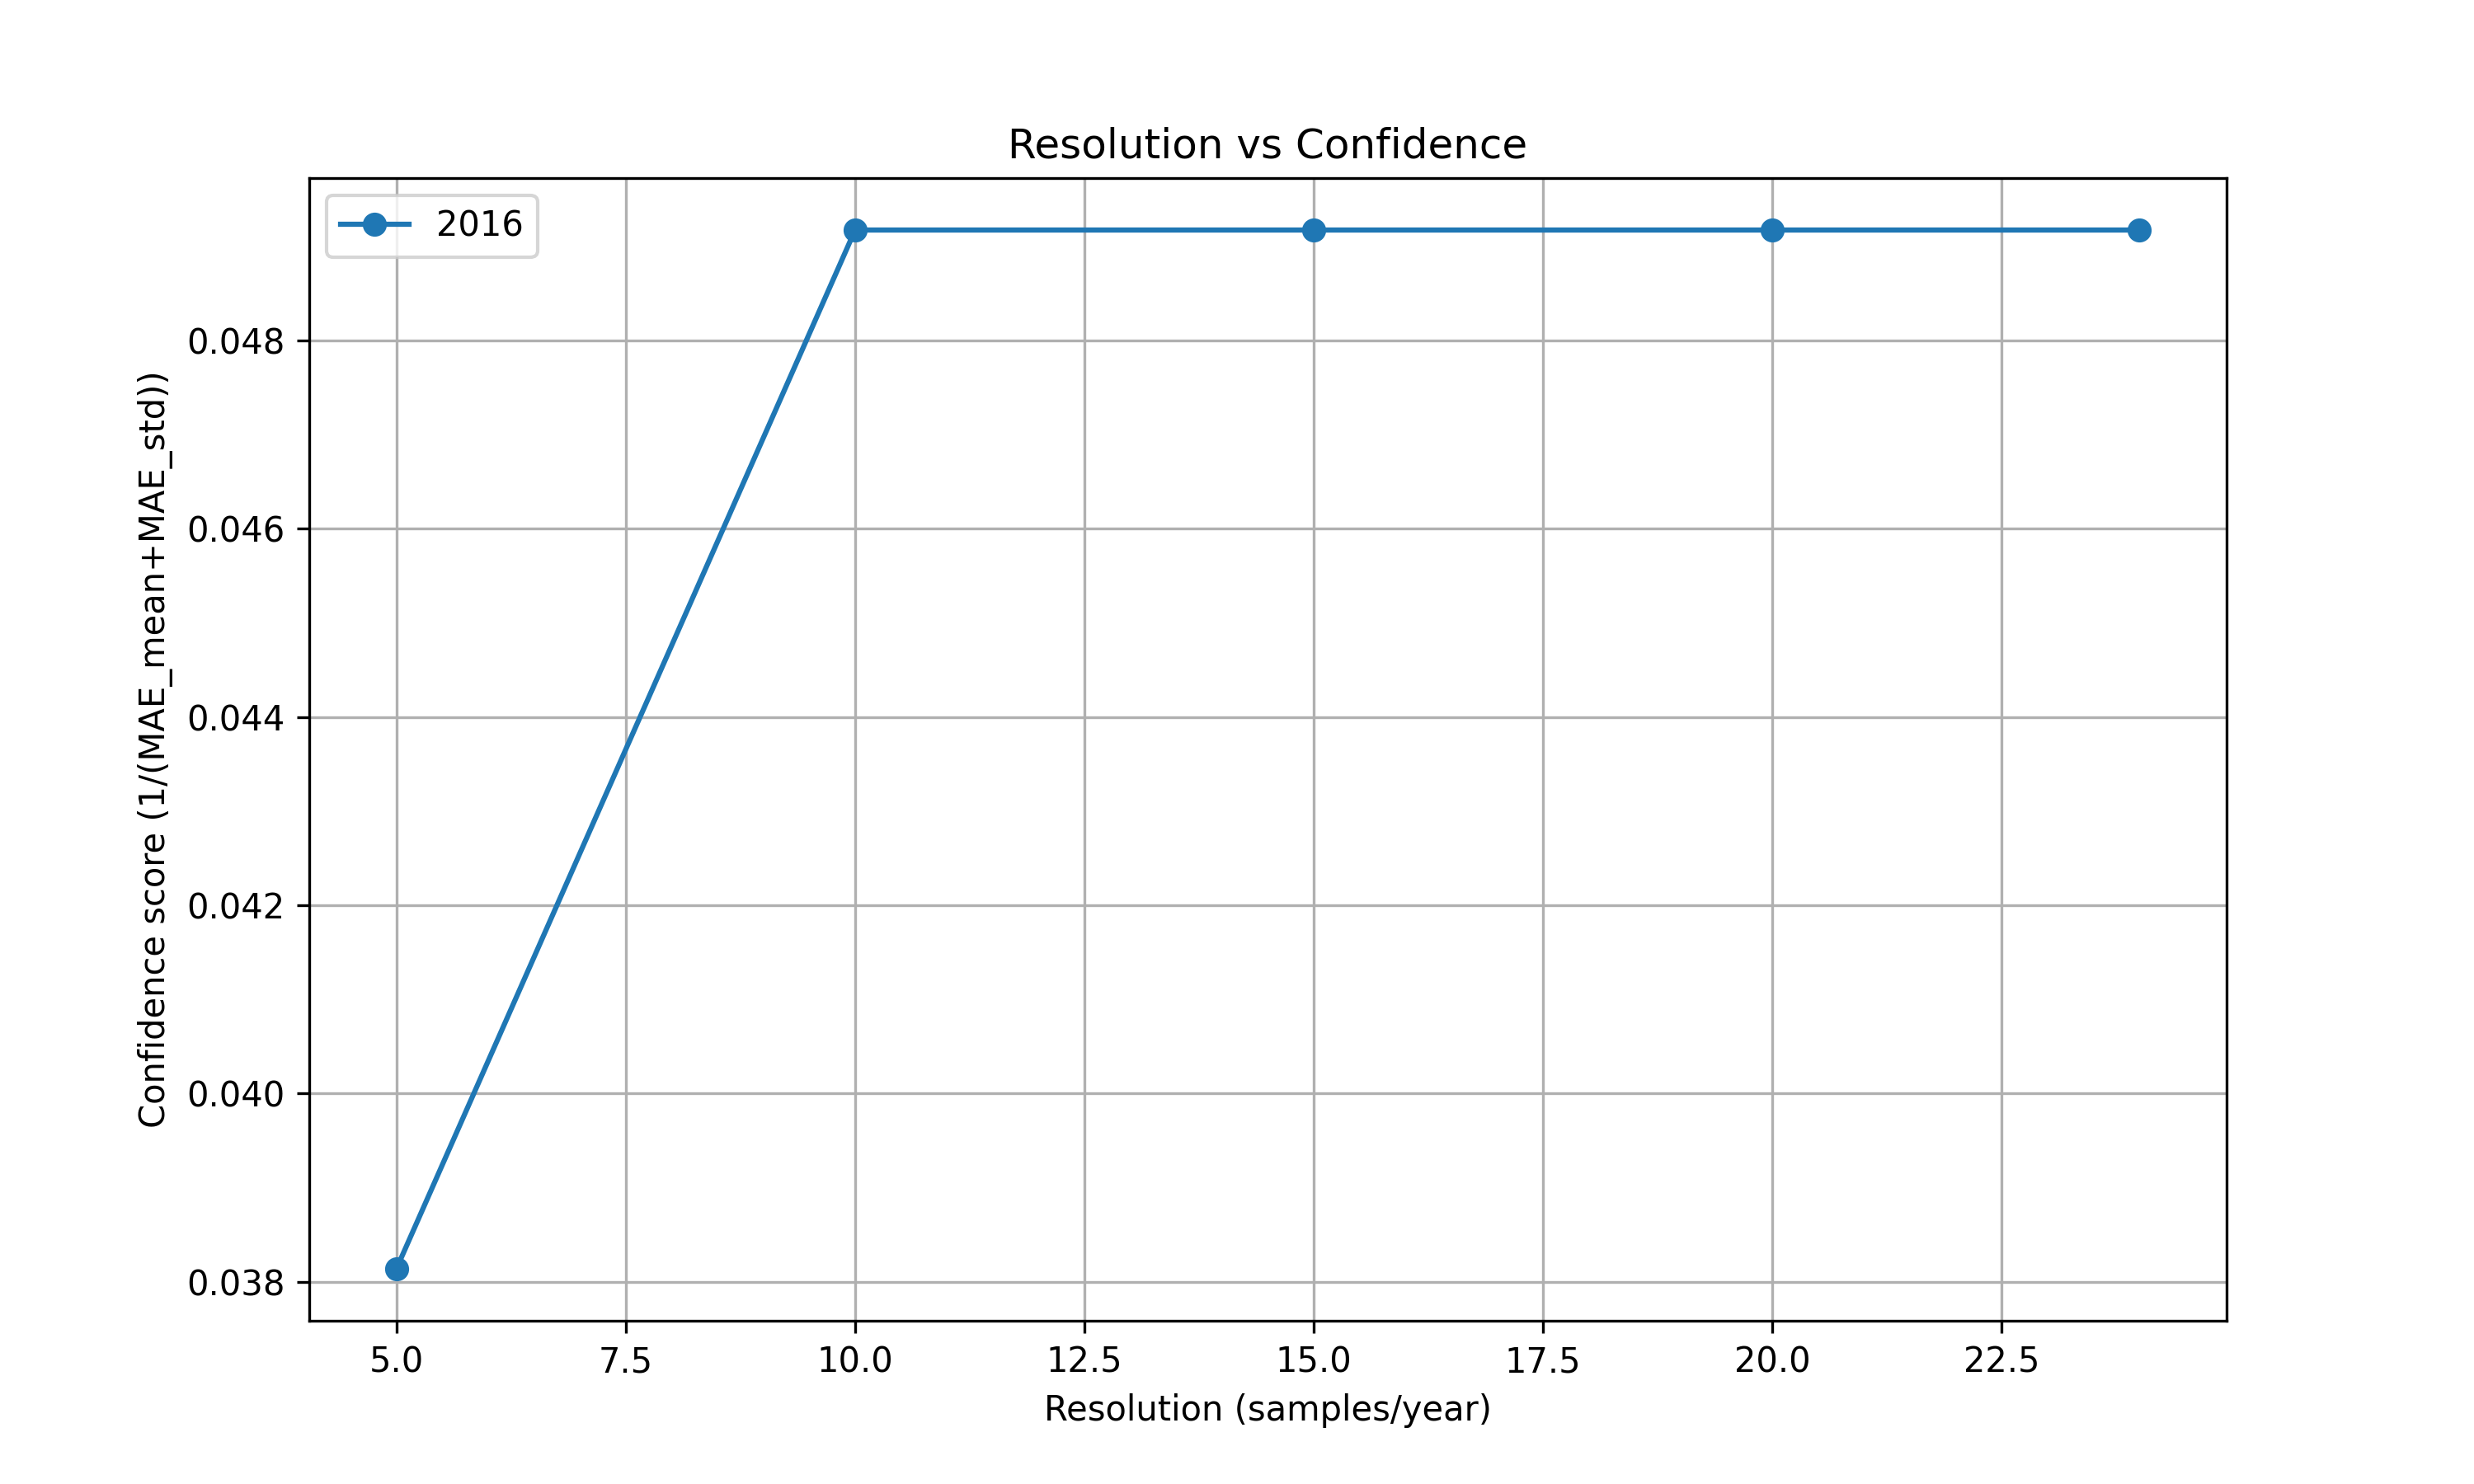 Resolution vs Confidence
2016
Confidence score (1/(MAE_mean+MAE_std))
0.048
0.046
0.044
0.042
0.040
0.038
5.0 7.5 10.0 12.5 15.0 17.5 20.0 22.5
Resolution (samples/year)